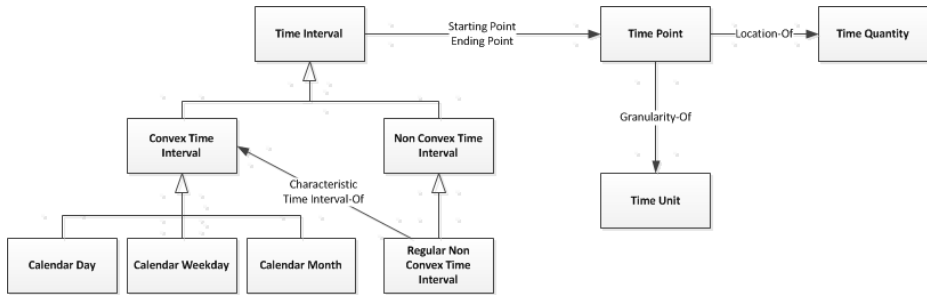 Time Interval
Starting Point
Ending Point
Time Point
Location-Of
Time Quantity
Granularity-Of
Convex Time
Interval
Non Convex Time
Interval
Characteristic
Time Interval-Of
Time Unit
Calendar Day
Calendar Weekday
Calendar Month
Regular Non
Convex Time
Interval